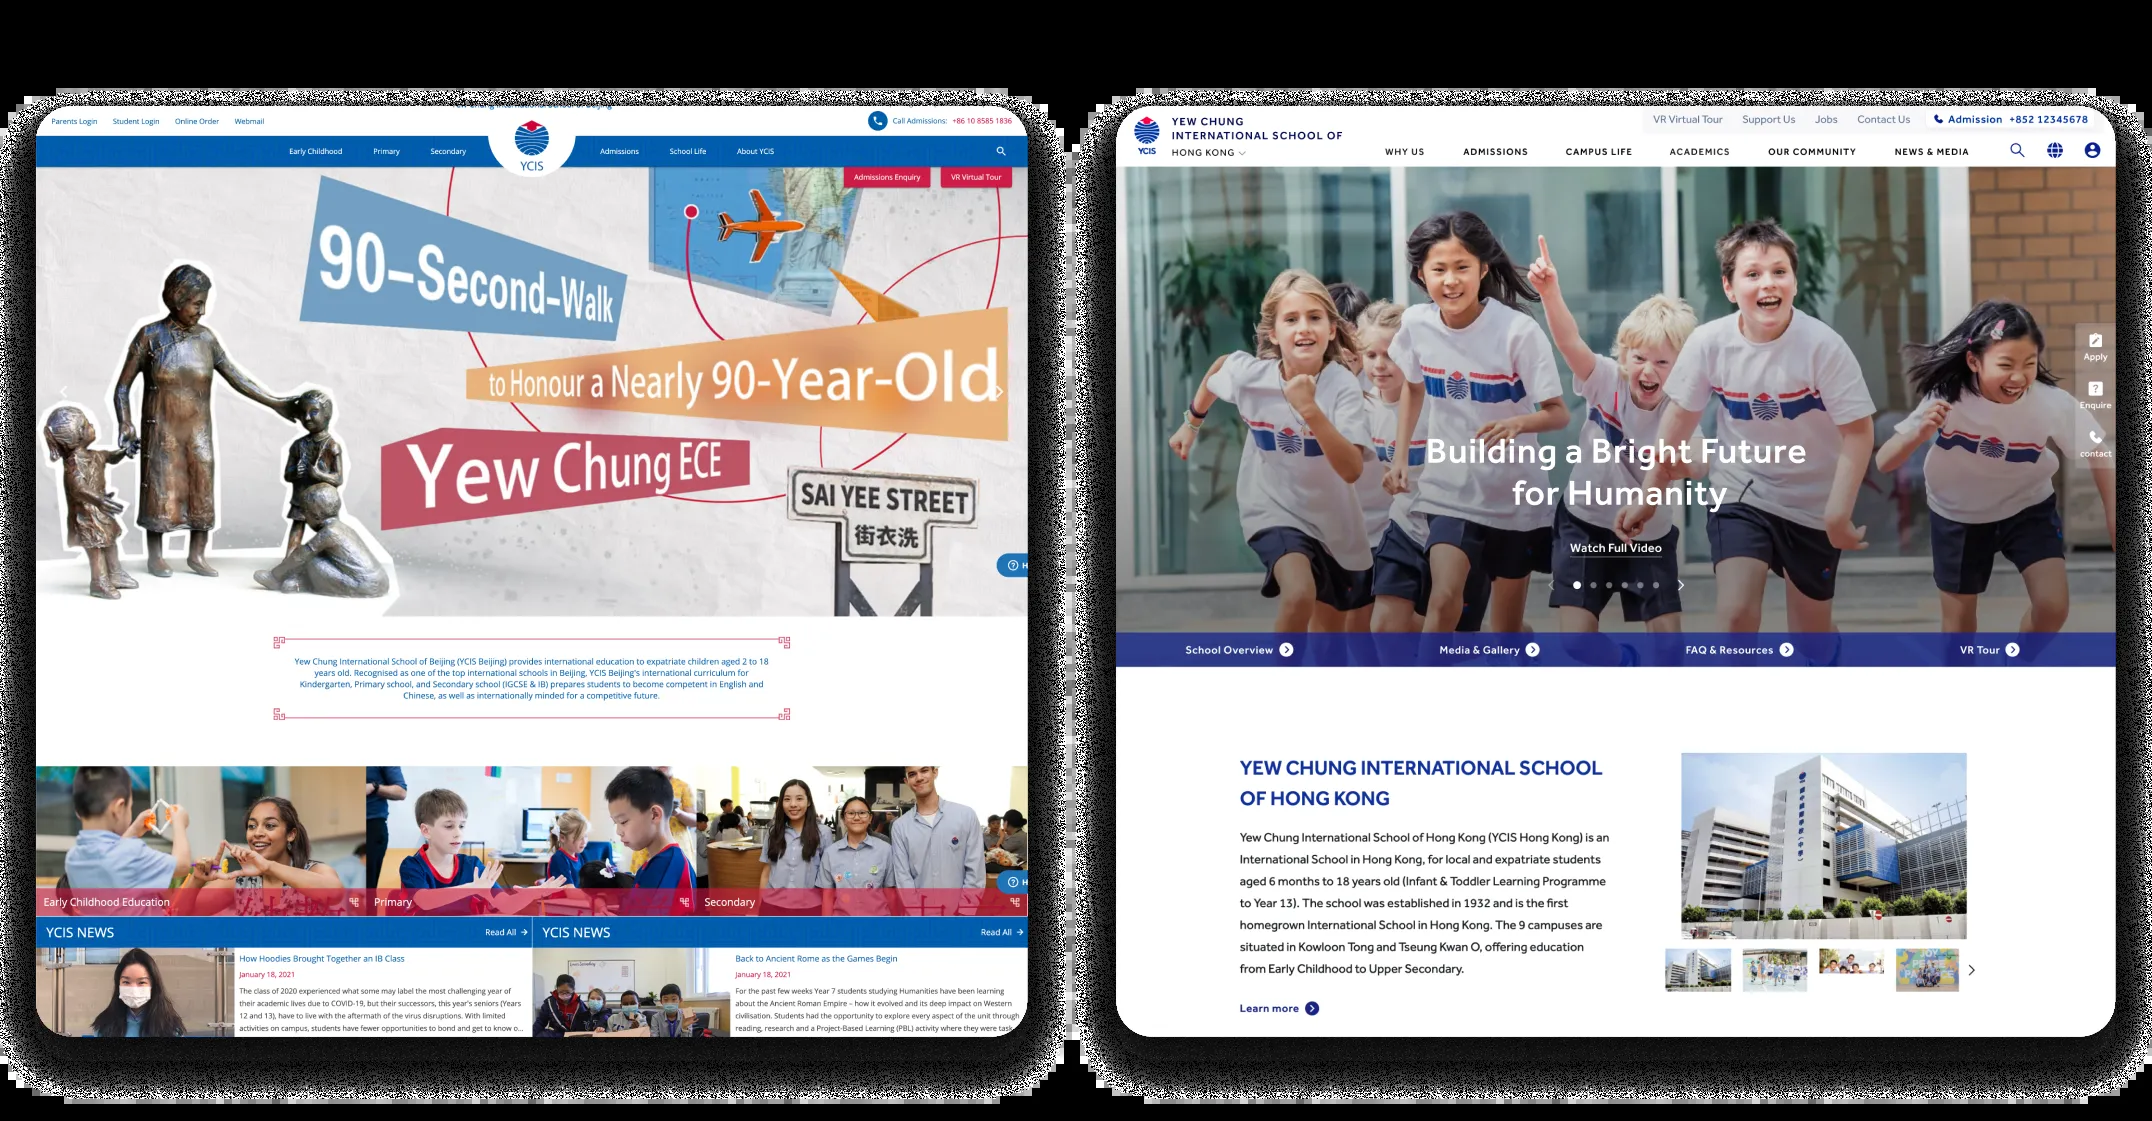 Parents Login Student Login Online Order Webmail
Call Admissions: +86 10 8585 1836
Early Childhood Primary Secondary
YCIS
Admissions School Life About YCIS
Admissions Enquiry VR Virtual Tour
90-Second-Walk
to Honour a Nearly 90-Year-Old
Yew Chung ECE
SAI YEE STREET
街衣洗
H
Yew Chung International School of Beijing (YCIS Beijing) provides international education to expatriate children aged 2 to 18
years old. Recognised as one of the top international schools in Beijing, YCIS Beijing's international curriculum for
Kindergarten, Primary school, and Secondary school (IGCSE & IB) prepares students to become competent in English and
Chinese, as well as internationally minded for a competitive future.
Early Childhood Education
Primary
Secondary
H
YCIS NEWS Read All
How Hoodies Brought Together an IB Class
January 18, 2021
The class of 2020 experienced what some may label the most challenging year of
their academic lives due to COVID-19, but their successors, this year's seniors (Years
12 and 13), have to live with the aftermath of the virus disruptions. With limited
activities on campus, students have fewer opportunities to bond and get to know o...
YCIS NEWS Read All
Back to Ancient Rome as the Games Begin
January 18, 2021
For the past few weeks Year 7 students studying Humanities have been learning
about the Ancient Roman Empire – how it evolved and its deep impact on Western
civilisation. Students had the opportunity to explore every aspect of the unit through
reading, research and a Project-Based Learning (PBL) activity where they were task
YCIS
YEW CHUNG
INTERNATIONAL SCHOOL OF
HONG KONG
VR Virtual Tour Support Us Jobs Contact Us Admission +852 12345678
WHY US ADMISSIONS CAMPUS LIFE ACADEMICS OUR COMMUNITY NEWS & MEDIA
Apply
Enquire
contact
Building a Bright Future
for Humanity
Watch Full Video
School Overview Media & Gallery FAQ & Resources VR Tour
YEW CHUNG INTERNATIONAL SCHOOL
OF HONG KONG
Yew Chung International School of Hong Kong (YCIS Hong Kong) is an
International School in Hong Kong, for local and expatriate students
aged 6 months to 18 years old (Infant & Toddler Learning Programme
to Year 13). The school was established in 1932 and is the first
homegrown International School in Hong Kong. The 9 campuses are
situated in Kowloon Tong and Tseung Kwan O, offering education
from Early Childhood to Upper Secondary.
Learn more